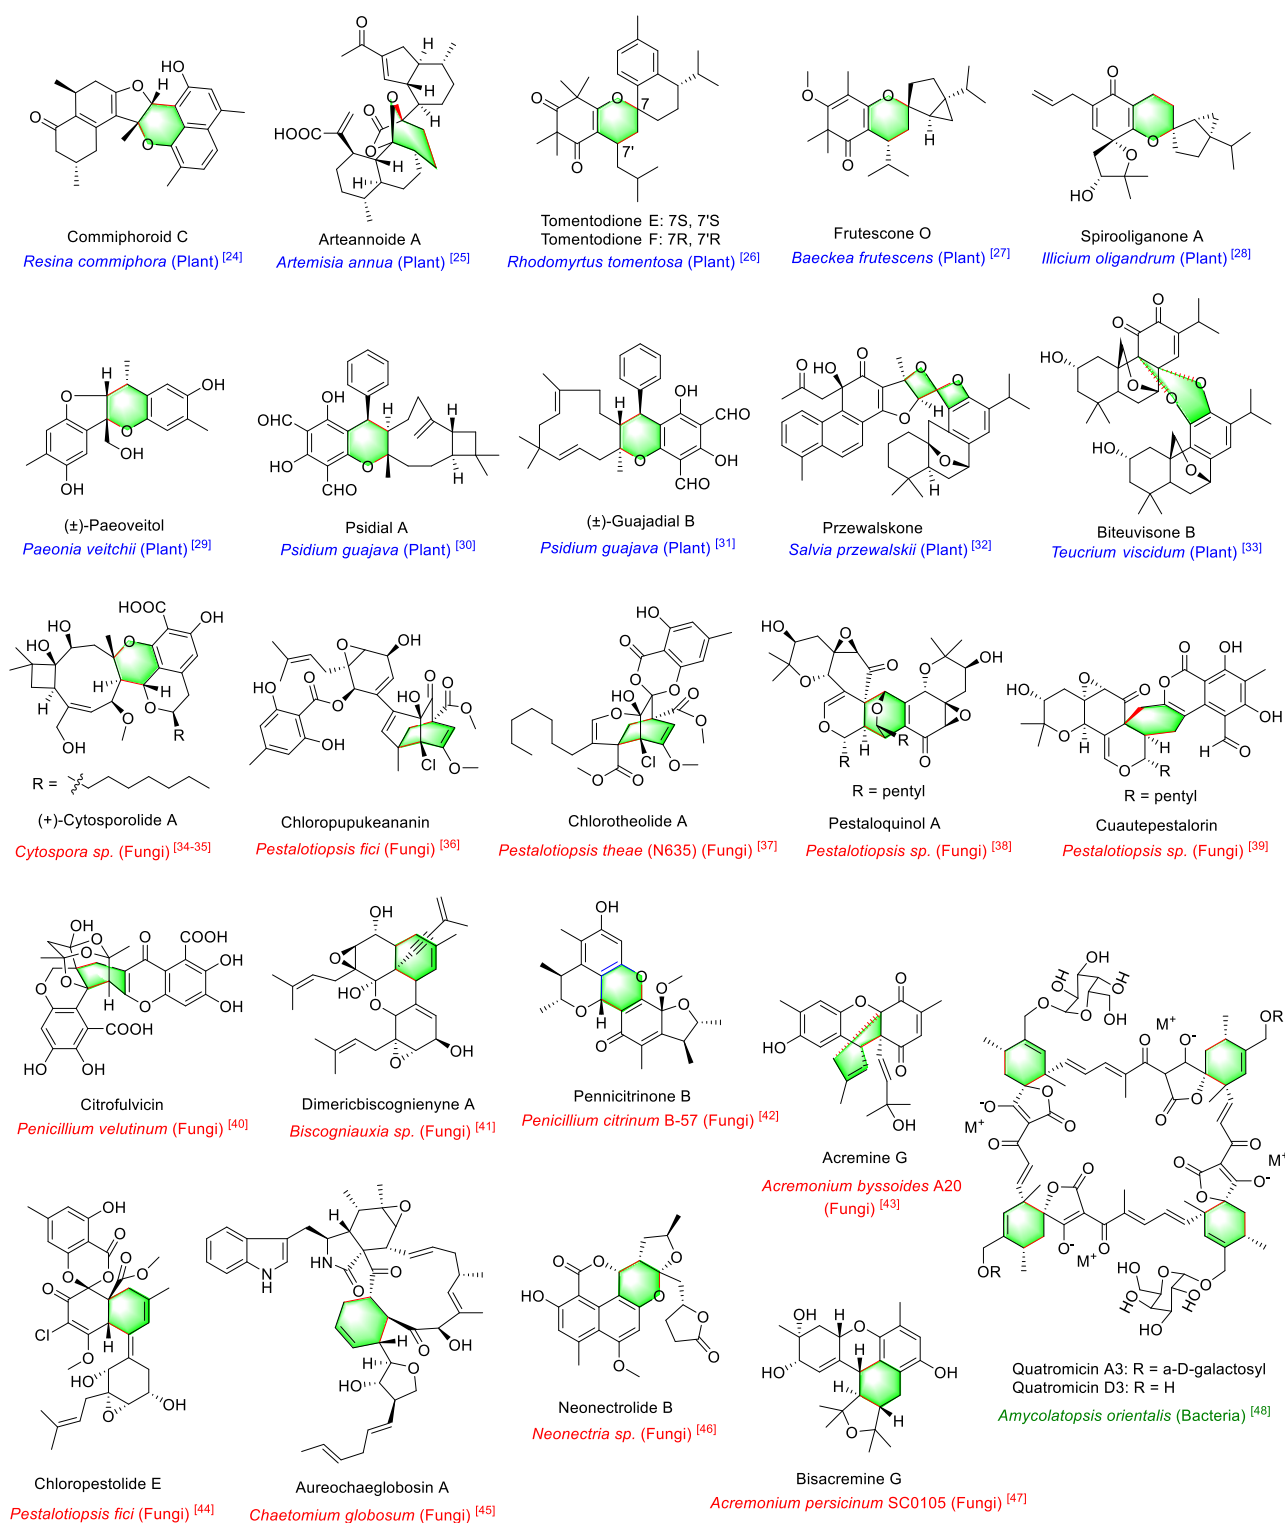 Commiphoroid C
Resina commiphora (Plant) [24]
Arteannoide A
Artemisia annua (Plant) [25]
Tomentodione E: 7S, 7'S
Tomentodione F: 7R, 7'R
Rhodomyrtus tomentosa (Plant) [26]
Frutescone O
Baeckea frutescens (Plant) [27]
Spirooliganone A
Illicium oligandrum (Plant) [28]
(±)-Paeoveitol
Paeonia veitchii (Plant) [29]
Psidial A
Psidium guajava (Plant) [30]
(±)-Guajadial B
Psidium guajava (Plant) [31]
Przewalskone
Salvia przewalskii (Plant) [32]
Biteuvisone B
Teucrium viscidum (Plant) [33]
R =
(+)-Cytosporolide A
Cytospora sp. (Fungi) [34-35]
Chloropupukeananin
Pestalotiopsis fici (Fungi) [36]
Chlorotheolide A
Pestalotiopsis theae (N635) (Fungi) [37]
R = pentyl
Pestaloquinol A
Pestalotiopsis sp. (Fungi) [38]
R = pentyl
Cuautepestalorin
Pestalotiopsis sp. (Fungi) [39]
Citrofulvicin
Penicillium velutinum (Fungi) [40]
Dimericbiscognienyne A
Biscogniauxia sp. (Fungi) [41]
Pennicitrinone B
Penicillium citrinum B-57 (Fungi) [42]
Acremine G
Acremonium byssoides A20
(Fungi) [43]
Quatromicin A3: R = a-D-galactosyl
Quatromicin D3: R = H
Amycolatopsis orientalis (Bacteria) [48]
Chloropestolide E
Pestalotiopsis fici (Fungi) [44]
Aureochaeglobosin A
Chaetomium globosum (Fungi) [45]
Neonectrolide B
Neonectria sp. (Fungi) [46]
Bisacremine G
Acremonium persicinum SC0105 (Fungi) [47]